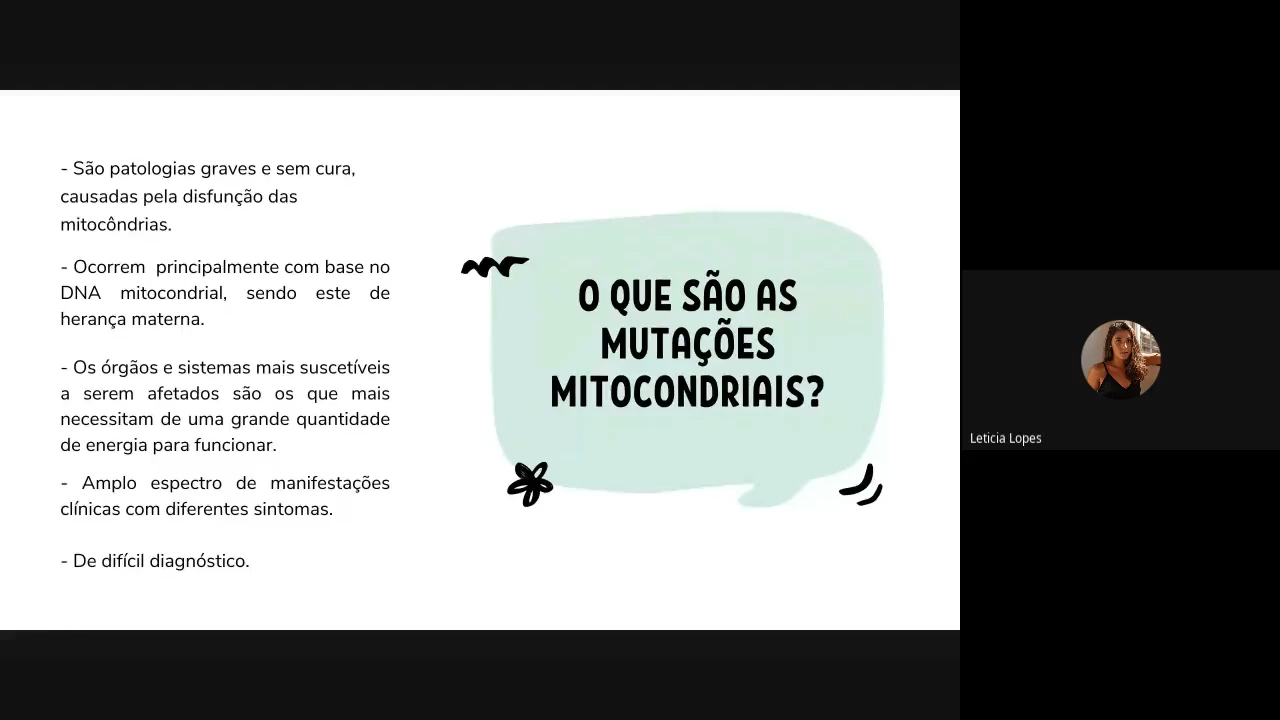 - São patologias graves e sem cura,
causadas pela disfunção das
mitocôndrias.
- Ocorrem principalmente com base no
DNA mitocondrial, sendo este de
herança materna.
- Os órgãos e sistemas mais suscetíveis
a serem afetados são os que mais
necessitam de uma grande quantidade
de energia para funcionar.
- Amplo espectro de manifestações
clínicas com diferentes sintomas.
- De difícil diagnóstico.
O QUE SÃO AS
MUTAÇÕES
MITOCONDRIAIS?
Leticia Lopes